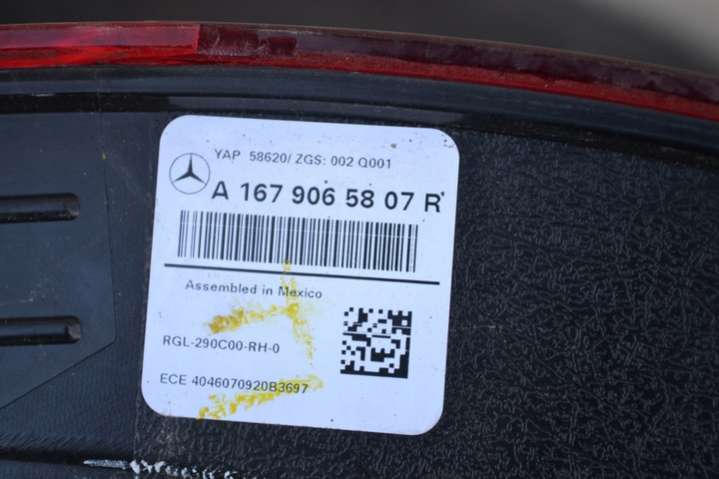 YAP 58620/ ZGS: 002 Q001
A 167 906 58 07 R
Assembled in Mexico
RGL-290C00-RH-0
ECE 4046070920B3697